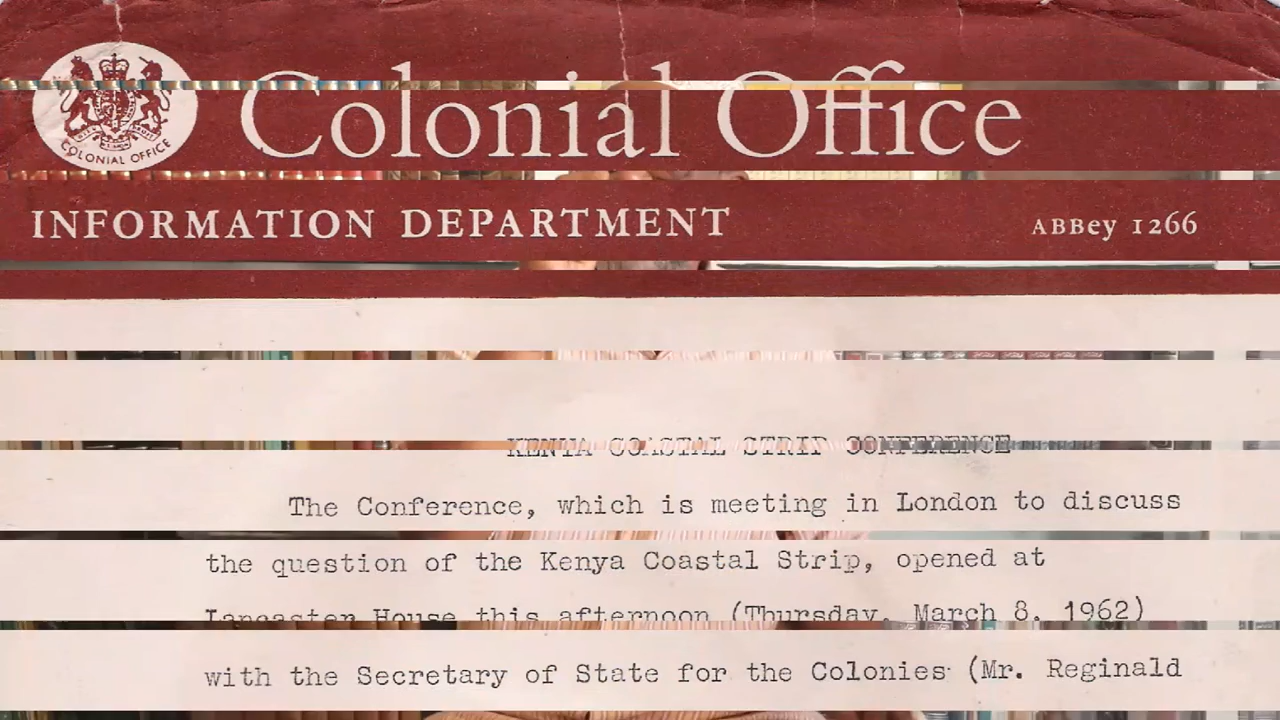 COLONIAL OFFICE
Colonial Office
INFORMATION DEPARTMENT
ABBey 1266
KENYA COASTAL STRIP CONFERENCE
The Conference, which is meeting in London to discuss
the question of the Kenya Coastal Strip, opened at
Lancaster House this afternoon (Thursday, March 8, 1962)
with the Secretary of State for the Colonies (Mr. Reginald